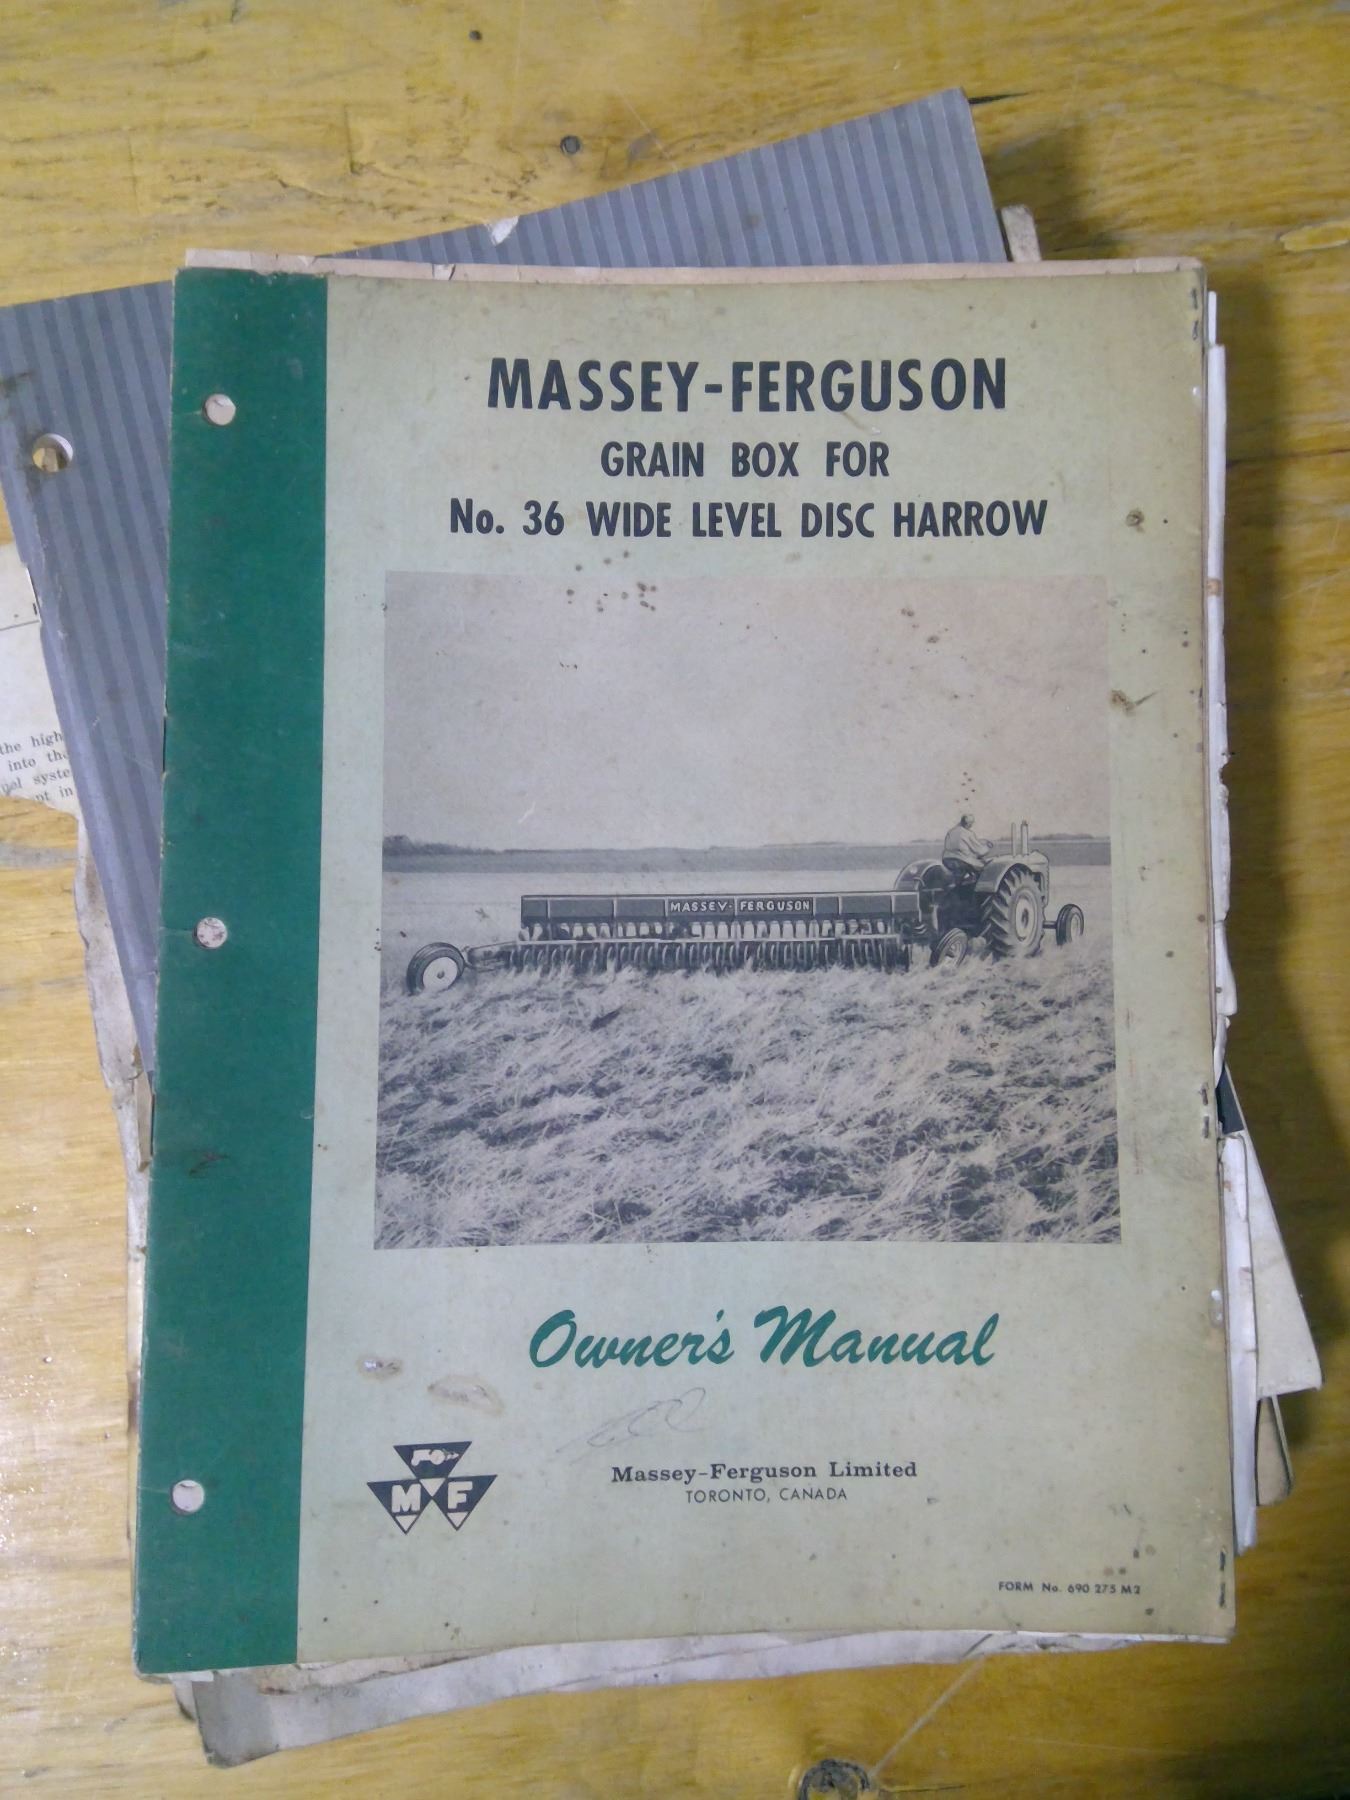 MASSEY-FERGUSON
GRAIN BOX FOR
No. 36 WIDE LEVEL DISC HARROW
MASSEY-FERGUSON
the high
into the
syste
in
Owner's Manual
M F
Massey-Ferguson Limited
TORONTO, CANADA
FORM No. 690 275 M2